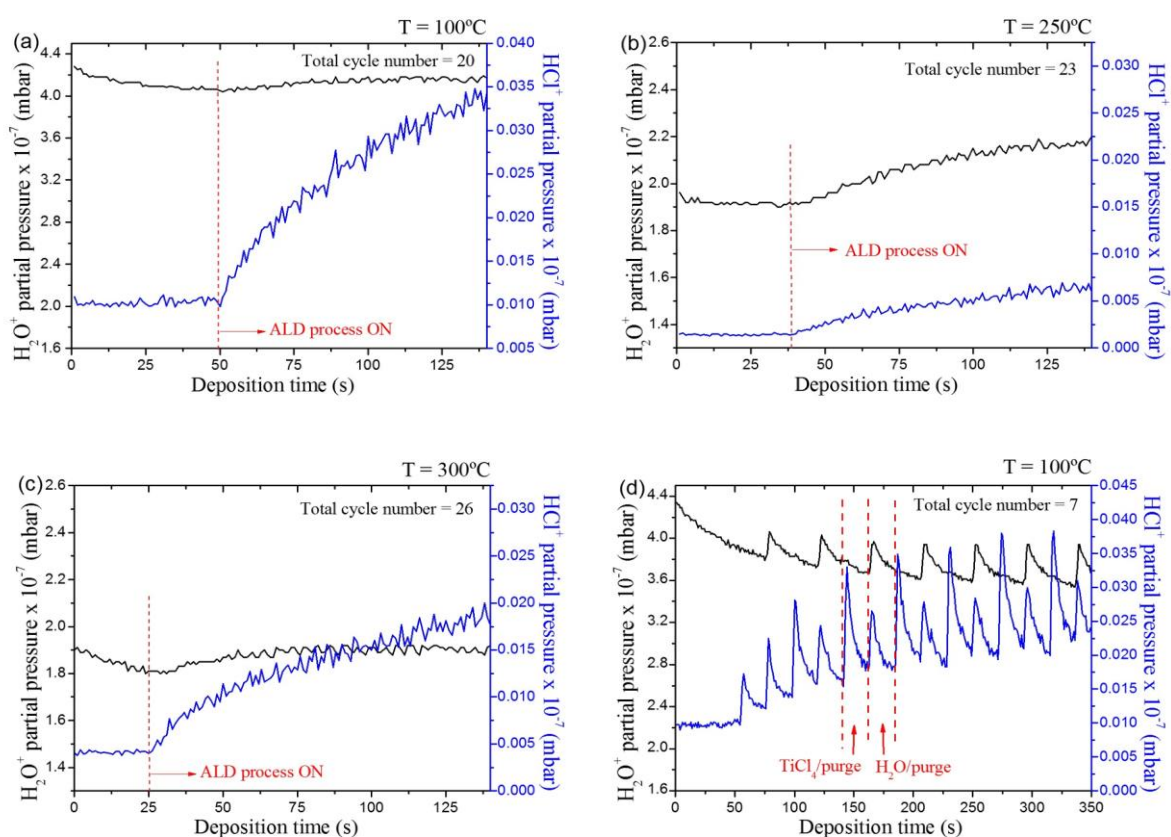 (a)
T = 100ºC
Total cycle number = 20
H₂O⁺ partial pressure x 10⁻⁷ (mbar)
4.4
4.0
3.6
3.2
2.8
2.4
2.0
1.6
HCl⁺ partial pressure x 10⁻⁷ (mbar)
0.040
0.035
0.030
0.025
0.020
0.015
0.010
0.005
ALD process ON
0 25 50 75 100 125
Deposition time (s)
(b)
T = 250ºC
Total cycle number = 23
H₂O⁺ partial pressure x 10⁻⁷ (mbar)
2.6
2.4
2.2
2.0
1.8
1.6
1.4
HCl⁺ partial pressure x 10⁻⁷ (mbar)
0.030
0.025
0.020
0.015
0.010
0.005
0.000
ALD process ON
0 25 50 75 100 125
Deposition time (s)
(c)
T = 300ºC
Total cycle number = 26
H₂O⁺ partial pressure x 10⁻⁷ (mbar)
2.6
2.4
2.1
1.9
1.6
1.4
1.3
HCl⁺ partial pressure x 10⁻⁷ (mbar)
0.030
0.025
0.020
0.015
0.010
0.005
0.000
ALD process ON
0 25 50 75 100 125
Deposition time (s)
(d)
T = 100ºC
Total cycle number = 7
H₂O⁺ partial pressure x 10⁻⁷ (mbar)
4.4
4.0
3.6
3.2
2.8
2.4
2.2
1.6
HCl⁺ partial pressure x 10⁻⁷ (mbar)
0.045
0.040
0.035
0.030
0.025
0.020
0.015
0.010
0.005
0.000
TiCl₄/purge
H₂O/purge
0 50 75 100 125 150 175 200 225 250 275 300 325 350
Deposition time (s)